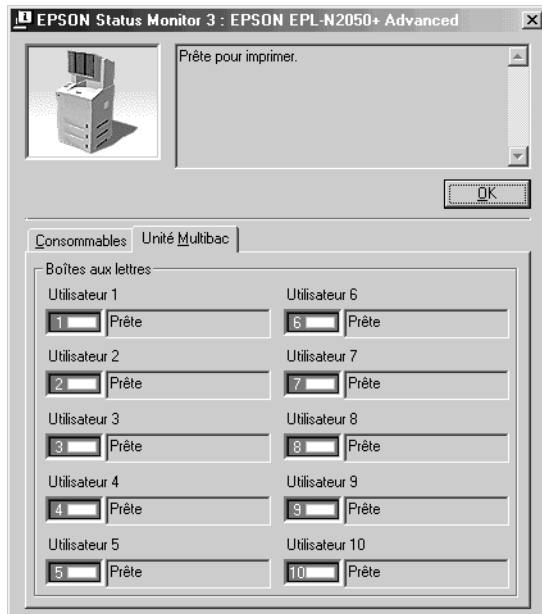 EPSON Status Monitor 3 : EPSON EPL-N2050+ Advanced
Prête pour imprimer.
OK
Consommables Unité Multibac
Boîtes aux lettres
Utilisateur 1
1 Prête
Utilisateur 2
2 Prête
Utilisateur 3
3 Prête
Utilisateur 4
4 Prête
Utilisateur 5
5 Prête
Utilisateur 6
6 Prête
Utilisateur 7
7 Prête
Utilisateur 8
8 Prête
Utilisateur 9
9 Prête
Utilisateur 10
10 Prête